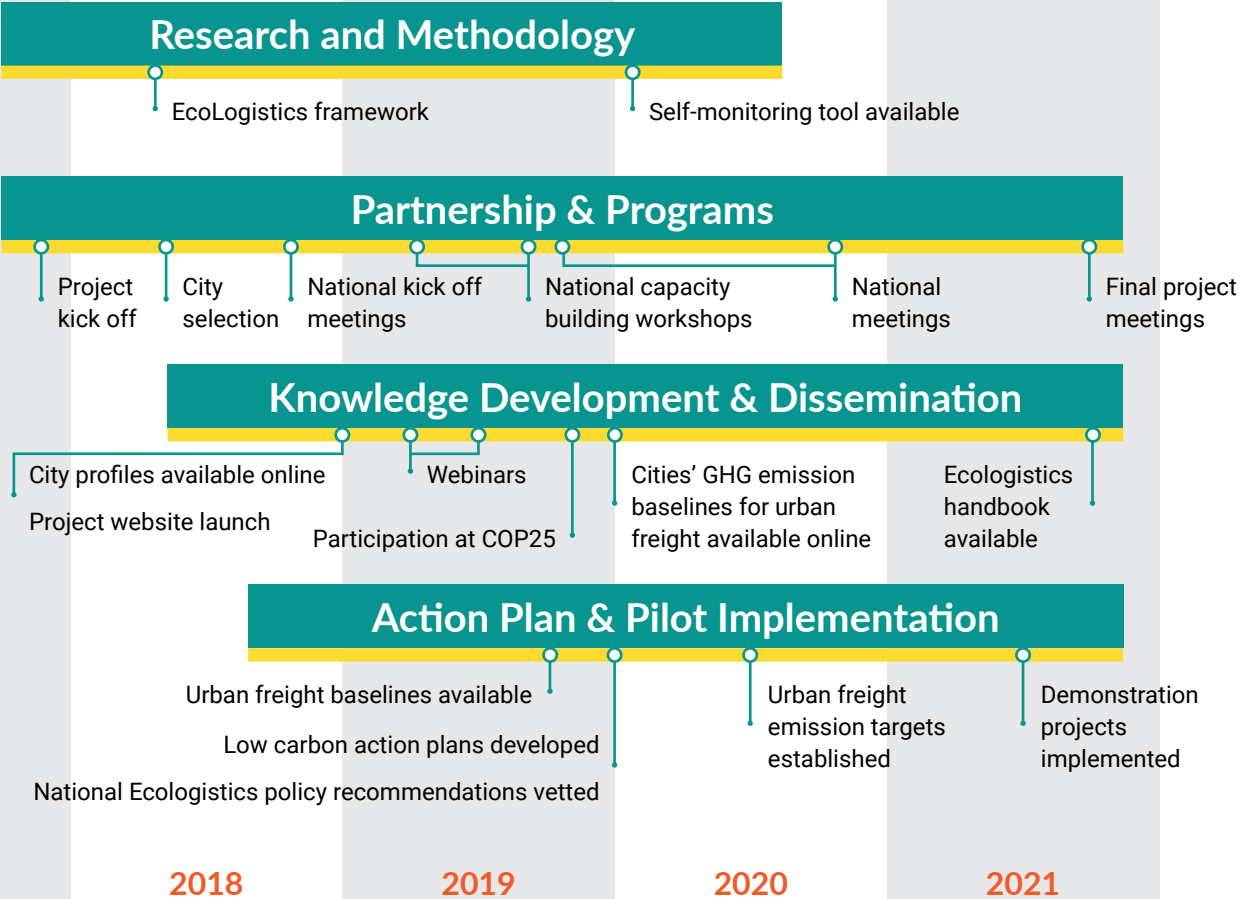 Research and Methodology
EcoLogistics framework
Self-monitoring tool available
Partnership & Programs
Project
kick off
City
selection
National kick off
meetings
National capacity
building workshops
National
meetings
Final project
meetings
Knowledge Development & Dissemination
City profiles available online
Project website launch
Webinars
Participation at COP25
Cities' GHG emission
baselines for urban
freight available online
Ecologistics
handbook
available
Action Plan & Pilot Implementation
Urban freight baselines available
Low carbon action plans developed
National Ecologistics policy recommendations vetted
Urban freight
emission targets
established
Demonstration
projects
implemented
2018
2019
2020
2021